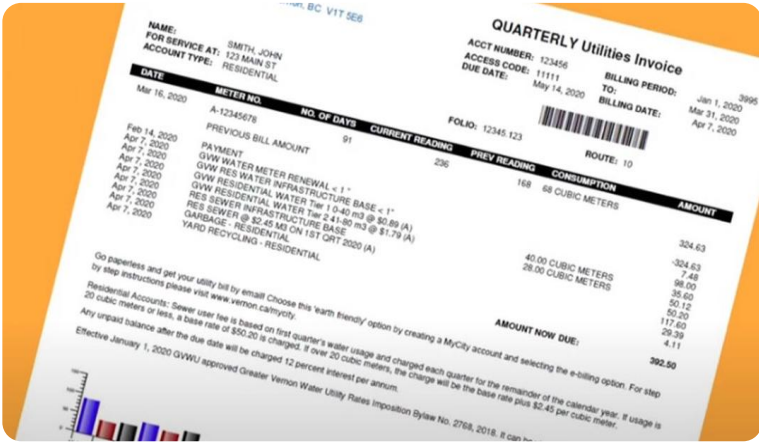 BC V1T 5E6
QUARTERLY Utilities Invoice
NAME: SMITH, JOHN
FOR SERVICE AT: 123 MAIN ST
ACCOUNT TYPE: RESIDENTIAL
ACCT NUMBER: 123456
ACCESS CODE: 11111
DUE DATE: May 14, 2020
3995
BILLING PERIOD: Jan 1, 2020
TO: Mar 31, 2020
BILLING DATE: Apr 7, 2020
FOLIO: 12345.123
ROUTE: 10
DATE METER NO. NO. OF DAYS CURRENT READING PREV READING CONSUMPTION AMOUNT
Mar 16, 2020 A-12345678 91 236 168 68 CUBIC METERS
PREVIOUS BILL AMOUNT 324.63
Feb 14, 2020 PAYMENT -324.63
Apr 7, 2020 GVW WATER METER RENEWAL < 1" 7.48
Apr 7, 2020 GVW RES WATER INFRASTRUCTURE BASE < 1" 98.00
Apr 7, 2020 GVW RESIDENTIAL WATER Tier 1 0-40 m3 @ $0.89 (A) 40.00 CUBIC METERS 35.60
Apr 7, 2020 GVW RESIDENTIAL WATER Tier 2 41-80 m3 @ $1.79 (A) 28.00 CUBIC METERS 50.12
Apr 7, 2020 RES SEWER INFRASTRUCTURE BASE 50.20
Apr 7, 2020 RES SEWER @ $2.45 M3 ON 1ST QRT 2020 (A) 117.60
Apr 7, 2020 GARBAGE - RESIDENTIAL 29.39
Apr 7, 2020 YARD RECYCLING - RESIDENTIAL 4.11
AMOUNT NOW DUE: 392.50
Go paperless and get your utility bill by email! Choose this 'earth friendly' option by creating a MyCity account and selecting the e-billing option. For step
by step instructions please visit www.vernon.ca/mycity.
Residential Accounts: Sewer user fee is based on first quarter's water usage and charged each quarter for the remainder of the calendar year. If usage is
20 cubic meters or less, a base rate of $50.20 is charged. If over 20 cubic meters, the charge will be the base rate plus $2.45 per cubic meter.
Any unpaid balance after the due date will be charged 12 percent interest per annum.
Effective January 1, 2020 GVWU approved Greater Vernon Water Utility Rates Imposition Bylaw No. 2768, 2018. It can be